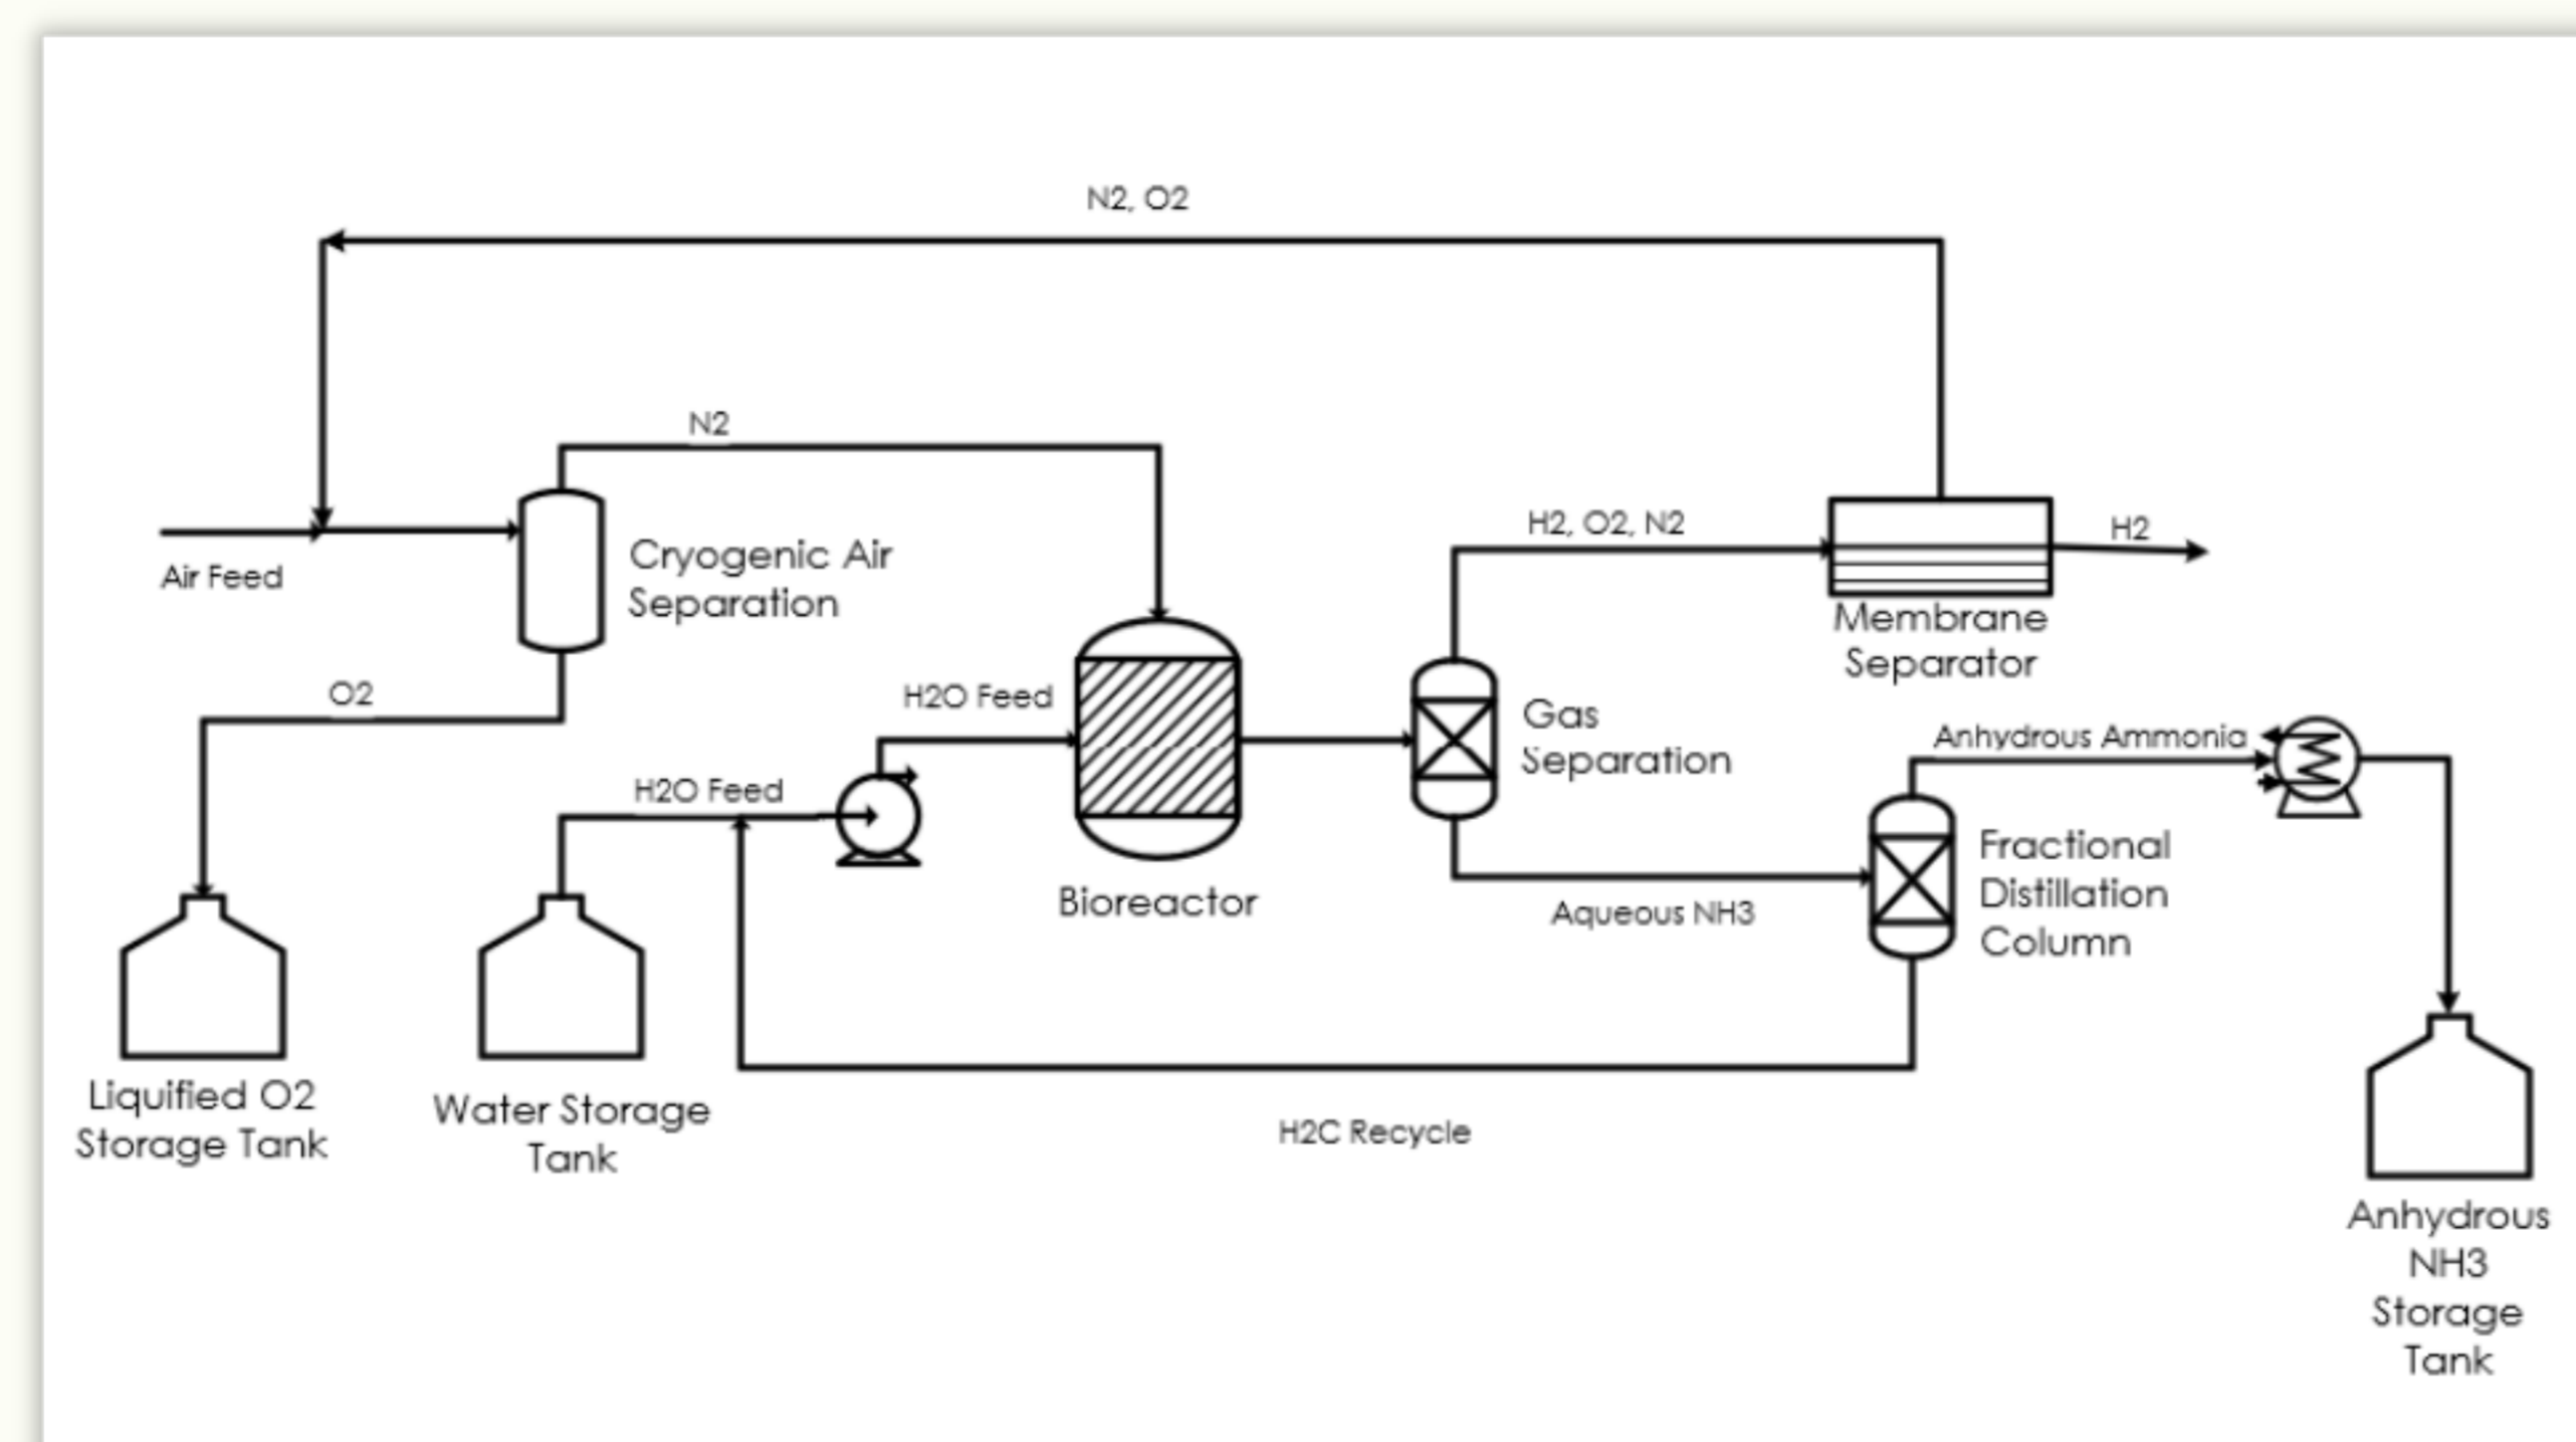 N2, O2
N2
H2, O2, N2
H2
Air Feed
Cryogenic Air
Separation
Membrane
Separator
O2
H2O Feed
Gas
Separation
Anhydrous Ammonia
H2O Feed
Fractional
Distillation
Column
Bioreactor
Aqueous NH3
Liquified O2
Storage Tank
Water Storage
Tank
H2C Recycle
Anhydrous
NH3
Storage
Tank